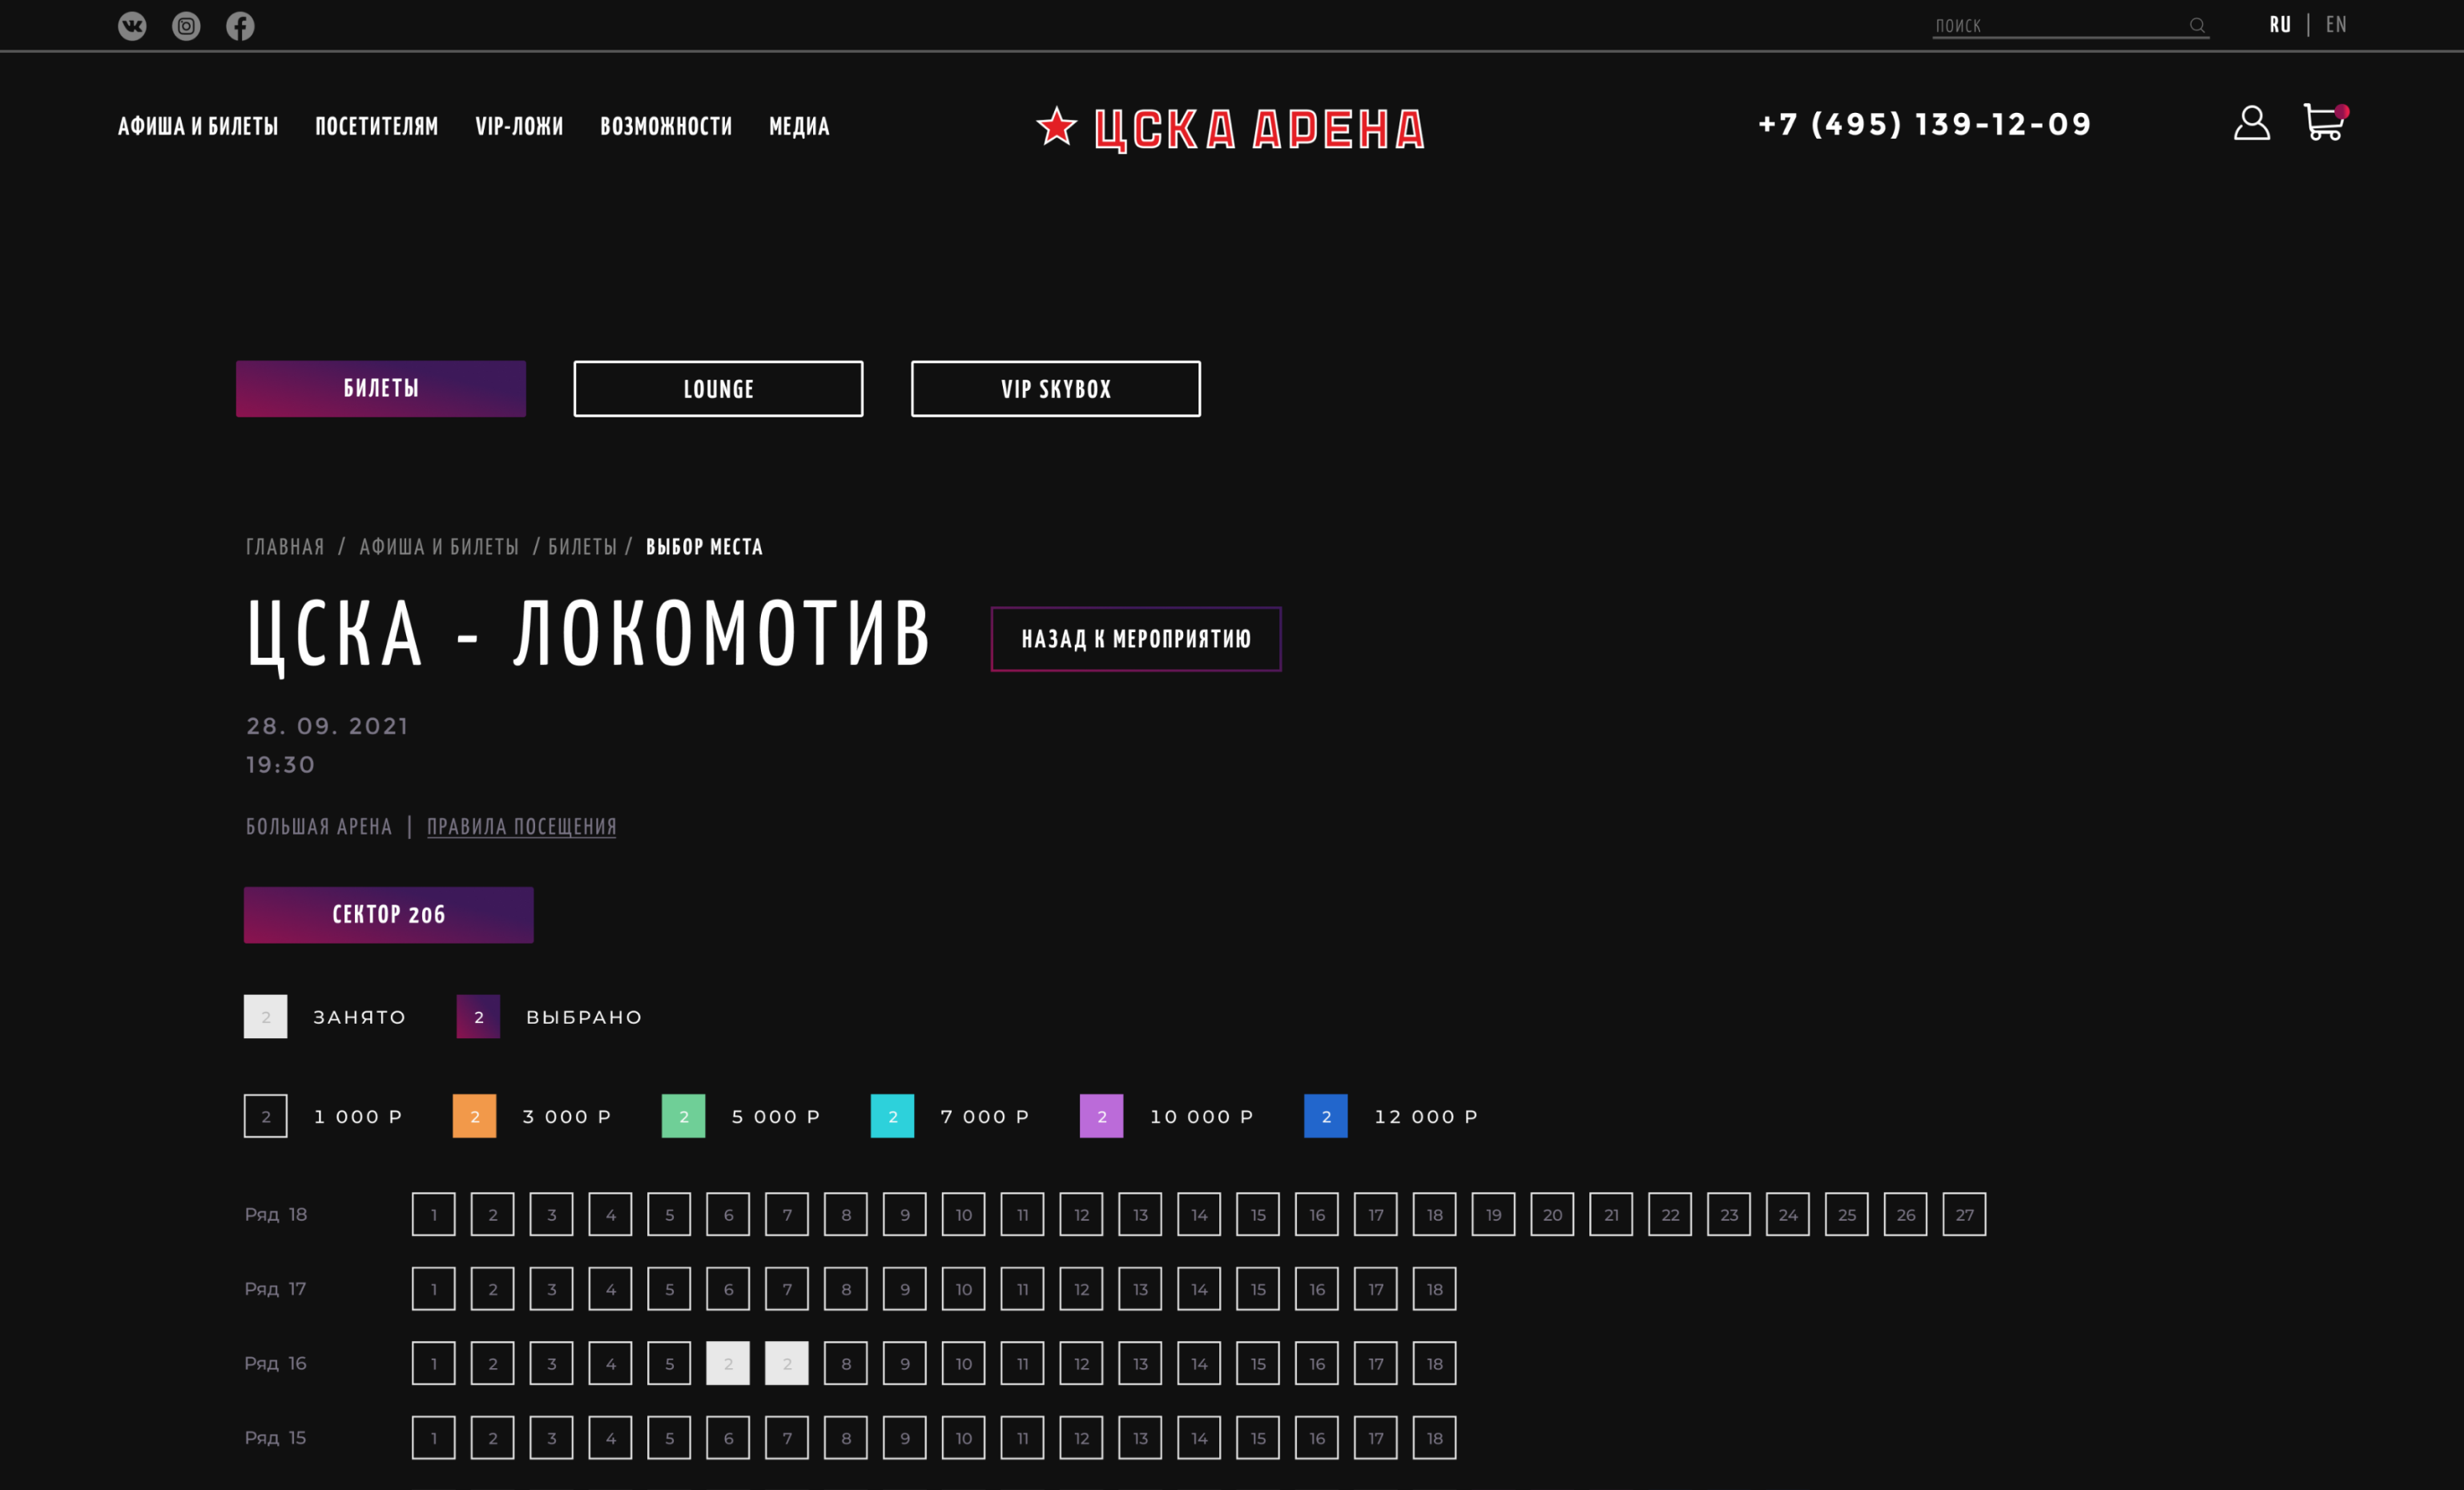 ПОИСК RU | EN
АФИША И БИЛЕТЫ ПОСЕТИТЕЛЯМ VIP-ЛОЖИ ВОЗМОЖНОСТИ МЕДИА ЦСКА АРЕНА +7 (495) 139-12-09
БИЛЕТЫ LOUNGE VIP SKYBOX
ГЛАВНАЯ / АФИША И БИЛЕТЫ / БИЛЕТЫ / ВЫБОР МЕСТА
ЦСКА - ЛОКОМОТИВ НАЗАД К МЕРОПРИЯТИЮ
28. 09. 2021
19:30
БОЛЬШАЯ АРЕНА | ПРАВИЛА ПОСЕЩЕНИЯ
СЕКТОР 206
2 ЗАНЯТО 2 ВЫБРАНО
2 1 000 Р 2 3 000 Р 2 5 000 Р 2 7 000 Р 2 10 000 Р 2 12 000 Р
Ряд 18 1 2 3 4 5 6 7 8 9 10 11 12 13 14 15 16 17 18 19 20 21 22 23 24 25 26 27
Ряд 17 1 2 3 4 5 6 7 8 9 10 11 12 13 14 15 16 17 18
Ряд 16 1 2 3 4 5 2 2 8 9 10 11 12 13 14 15 16 17 18
Ряд 15 1 2 3 4 5 6 7 8 9 10 11 12 13 14 15 16 17 18